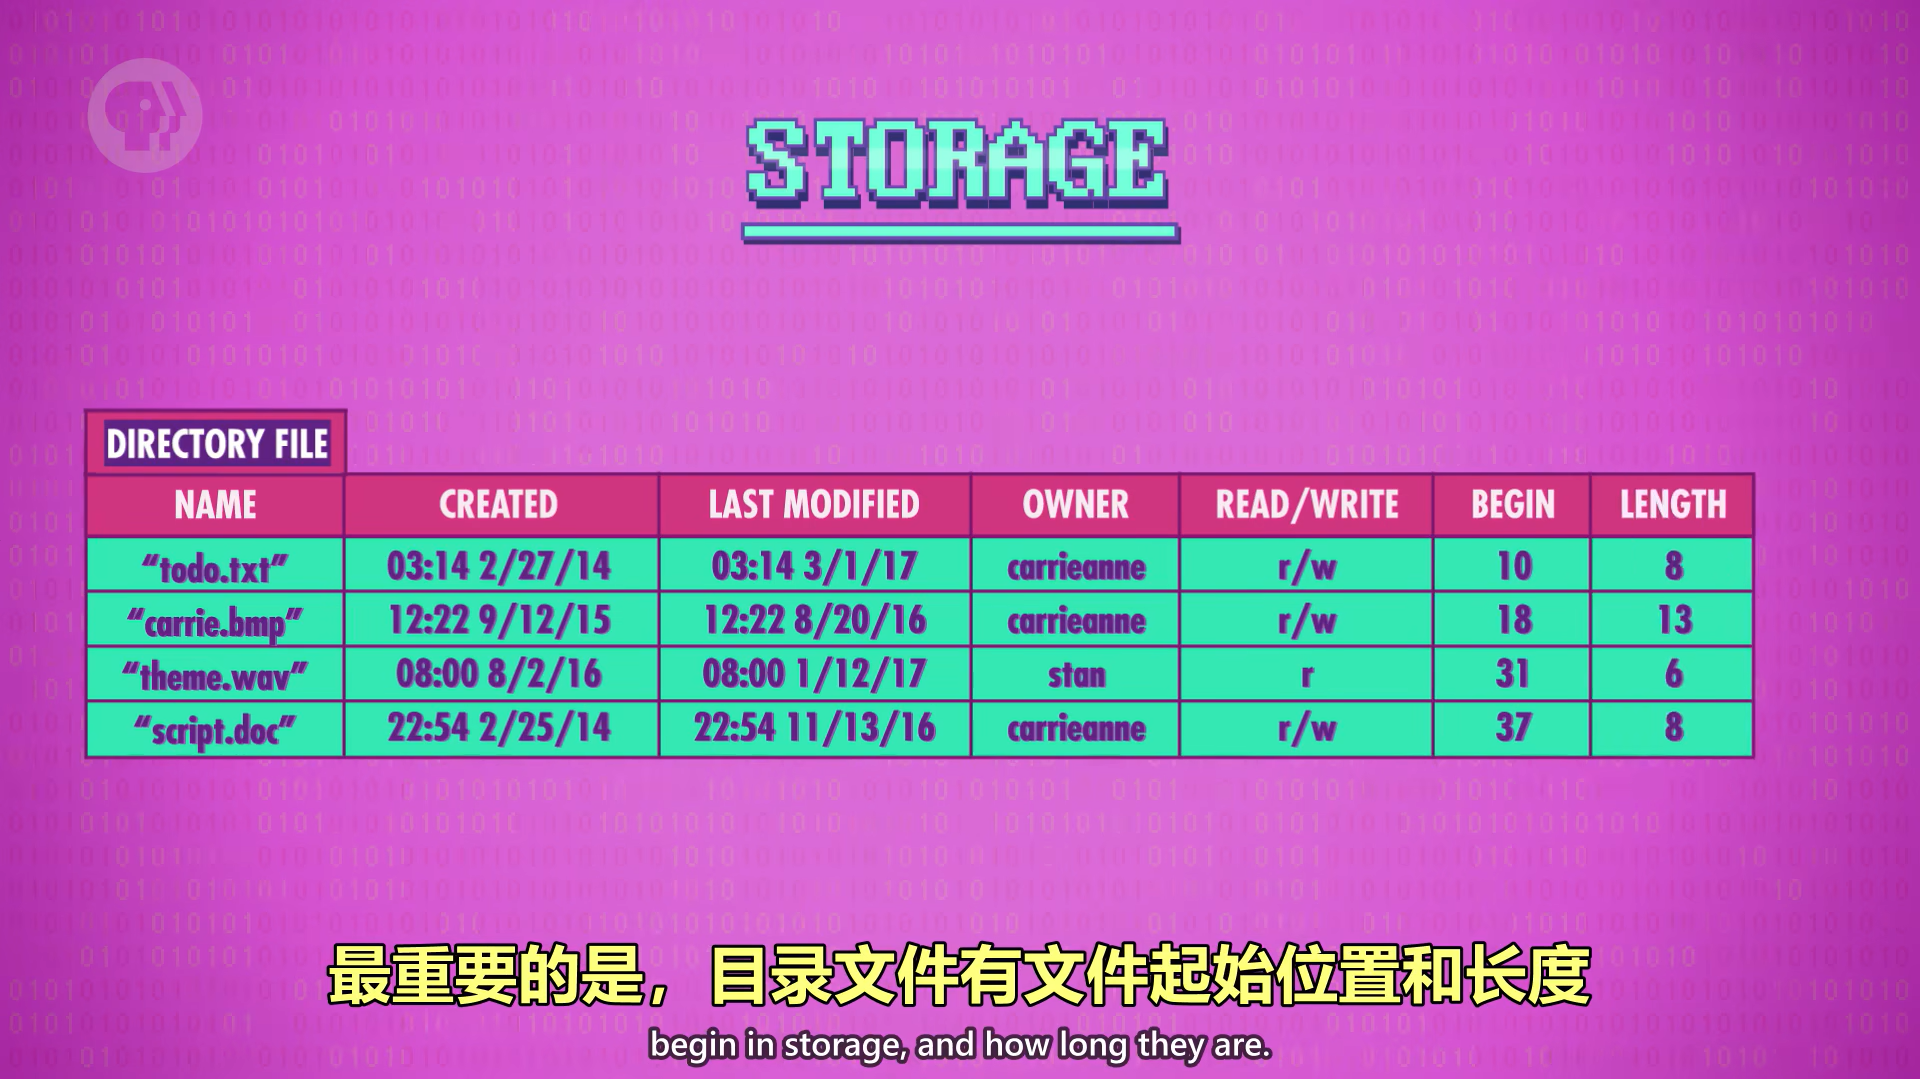 STORAGE
DIRECTORY FILE
NAME CREATED LAST MODIFIED OWNER READ/WRITE BEGIN LENGTH
“todo.txt” 03:14 2/27/14 03:14 3/1/17 carrieanne r/w 10 8
“carrie.bmp” 12:22 9/12/15 12:22 8/20/16 carrieanne r/w 18 13
“theme.wav” 08:00 8/2/16 08:00 1/12/17 stan r 31 6
“script.doc” 22:54 2/25/14 22:54 11/13/16 carrieanne r/w 37 8
最重要的是，目录文件有文件起始位置和长度
begin in storage, and how long they are.